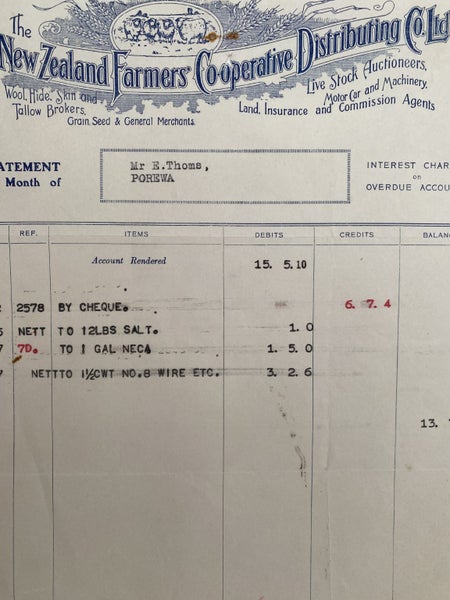 The
New Zealand Farmers' Co-operative Distributing Co. Ltd
Wool, Hide, Skin and
Tallow Brokers,
Grain, Seed & General Merchants.
Live Stock Auctioneers,
Motor Car and Machinery,
Land, Insurance and Commission Agents
ATEMENT
Month of
Mr E.Thoms,
POREWA
INTEREST CHAR
ON
OVERDUE ACCOU
REF. ITEMS DEBITS CREDITS BALAN
Account Rendered 15. 5.10
2578 BY CHEQUE. 6. 7. 4
NETT TO 12LBS SALT. 1. 0
7D. TO 1 GAL NECA 1. 5. 0
NETTTO 1½CWT NO.8 WIRE ETC. 3. 2. 6
13.